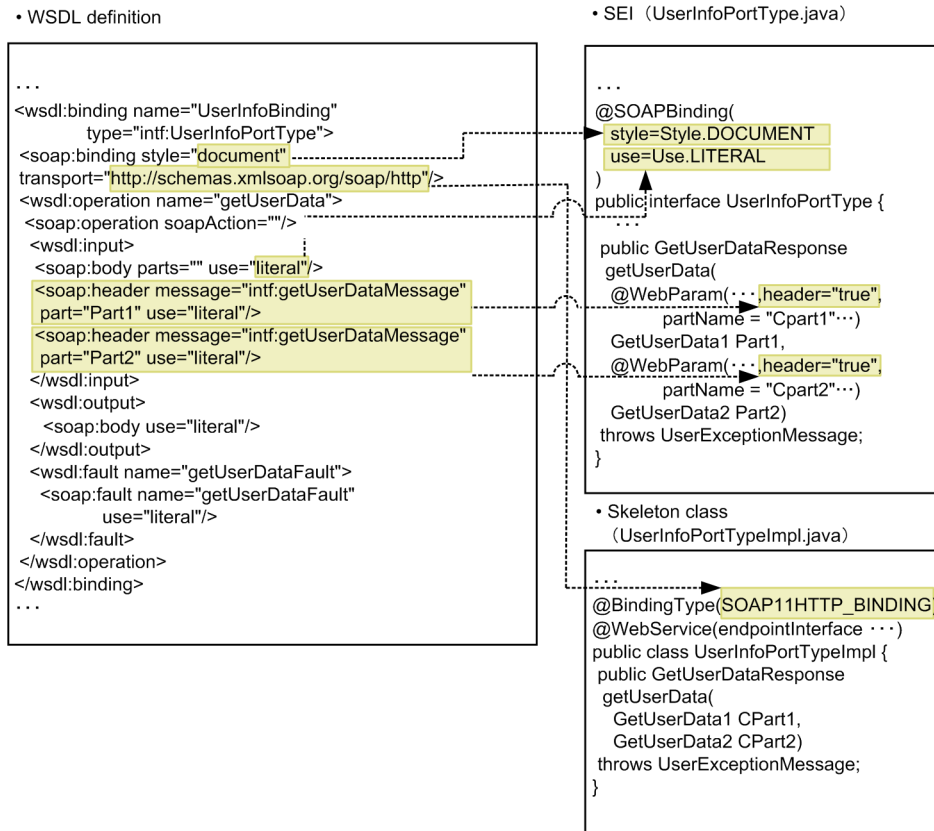 • WSDL definition
...
<wsdl:binding name="UserInfoBinding"
type="intf:UserInfoPortType">
<soap:binding style="document"
transport="http://schemas.xmlsoap.org/soap/http"/>
<wsdl:operation name="getUserData">
<soap:operation soapAction=""/>
<wsdl:input>
<soap:body parts="" use="literal"/>
<soap:header message="intf:getUserDataMessage"
part="Part1" use="literal"/>
<soap:header message="intf:getUserDataMessage"
part="Part2" use="literal"/>
</wsdl:input>
<wsdl:output>
<soap:body use="literal"/>
</wsdl:output>
<wsdl:fault name="getUserDataFault">
<soap:fault name="getUserDataFault"
use="literal"/>
</wsdl:fault>
</wsdl:operation>
</wsdl:binding>
...
• SEI（UserInfoPortType.java）
...
@SOAPBinding(
style=Style.DOCUMENT
use=Use.LITERAL
)
public interface UserInfoPortType {
...
public GetUserDataResponse
getUserData(
@WebParam(･･･,header="true",
partName = "Cpart1"･･･)
GetUserData1 Part1,
@WebParam(･･･,header="true",
partName = "Cpart2"･･･)
GetUserData2 Part2)
throws UserExceptionMessage;
}
• Skeleton class
（UserInfoPortTypeImpl.java）
...
@BindingType(SOAP11HTTP_BINDING)
@WebService(endpointInterface ･･･)
public class UserInfoPortTypeImpl {
public GetUserDataResponse
getUserData(
GetUserData1 CPart1,
GetUserData2 CPart2)
throws UserExceptionMessage;
}